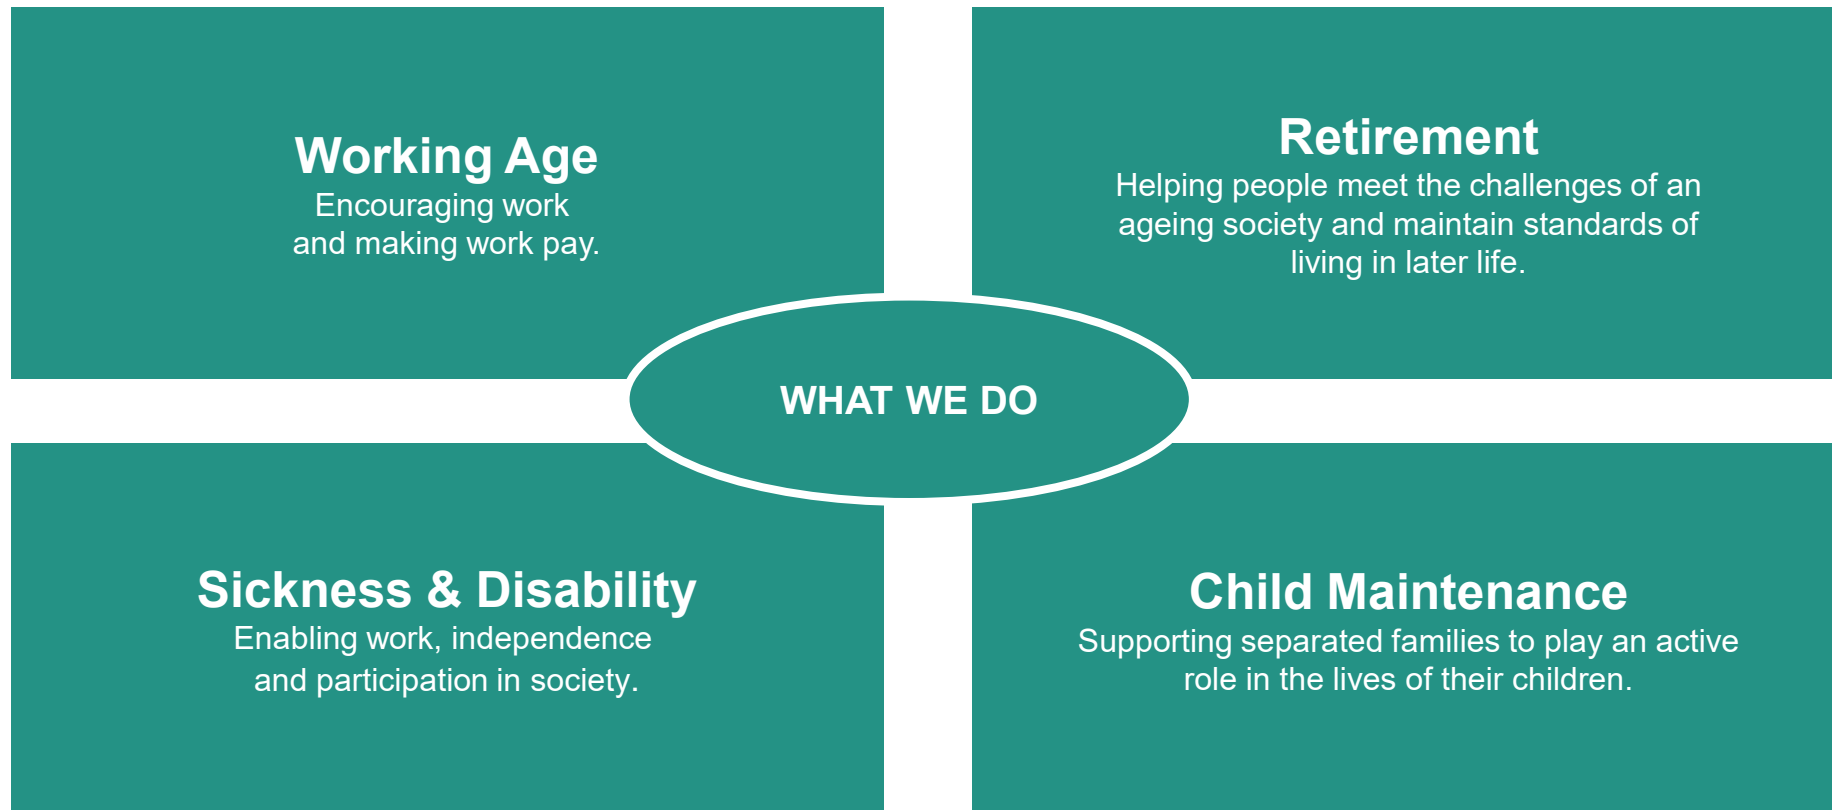 Working Age
Encouraging work
and making work pay.
Retirement
Helping people meet the challenges of an
ageing society and maintain standards of
living in later life.
WHAT WE DO
Sickness & Disability
Enabling work, independence
and participation in society.
Child Maintenance
Supporting separated families to play an active
role in the lives of their children.